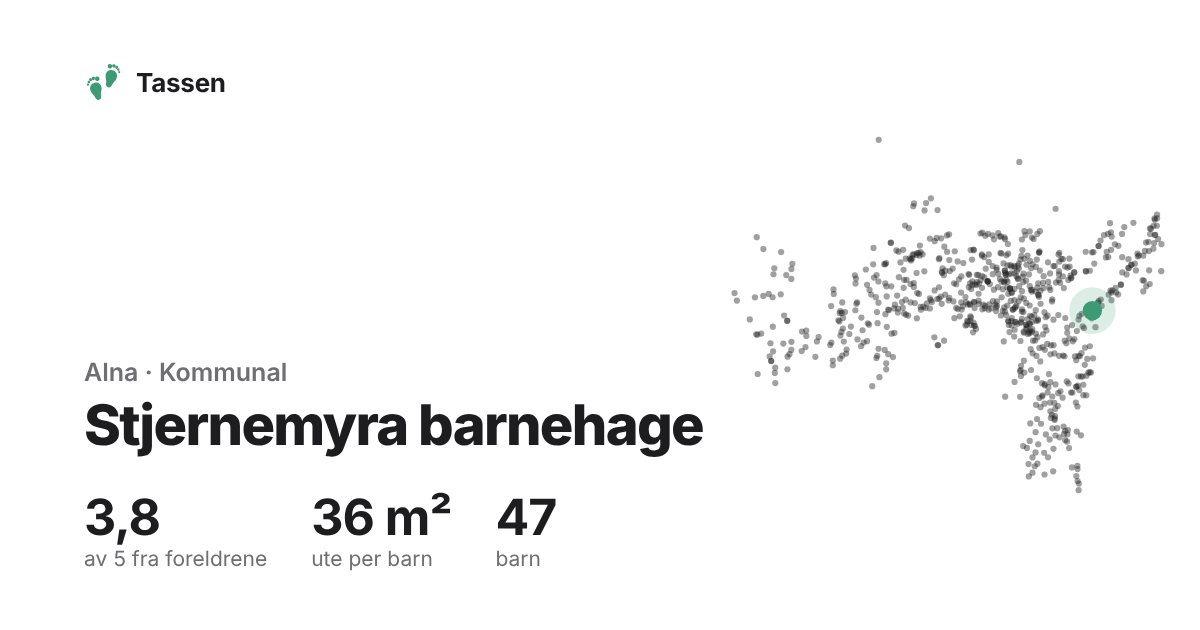 Tassen
Alna · Kommunal
Stjernemyra barnehage
3,8
av 5 fra foreldrene
36 m²
ute per barn
47
barn